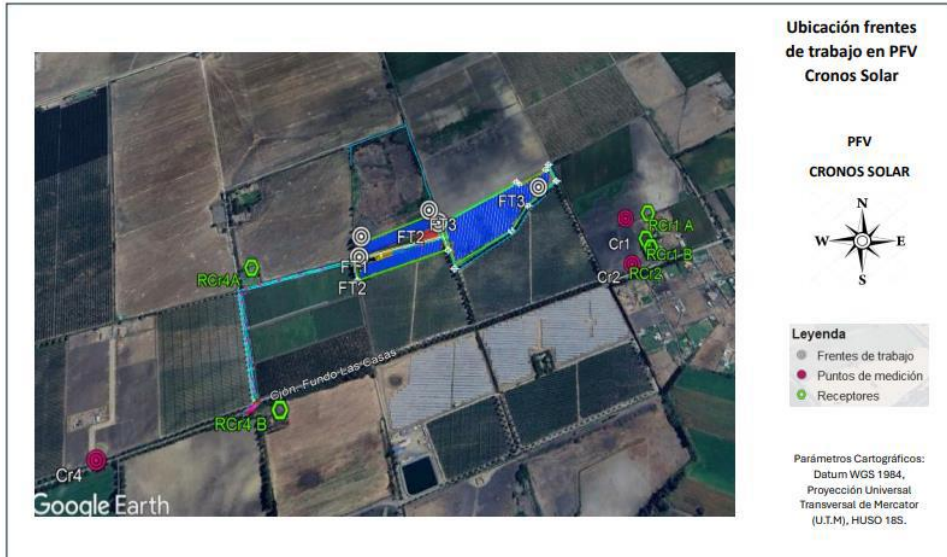 Ubicación frentes
de trabajo en PFV
Cronos Solar
PFV
CRONOS SOLAR
N
W
E
S
Leyenda
Frentes de trabajo
Puntos de medición
Receptores
Parámetros Cartográficos:
Datum WGS 1984,
Proyección Universal
Transversal de Mercator
(U.T.M), HUSO 18S.
FT3
FT3
FT2
FT1
FT2
RCr4A
RCr1 A
Cr1
RCr1 B
Cr2
RCr2
Cjón. Fundo Las Casas
RCr4 B
Cr4
Google Earth